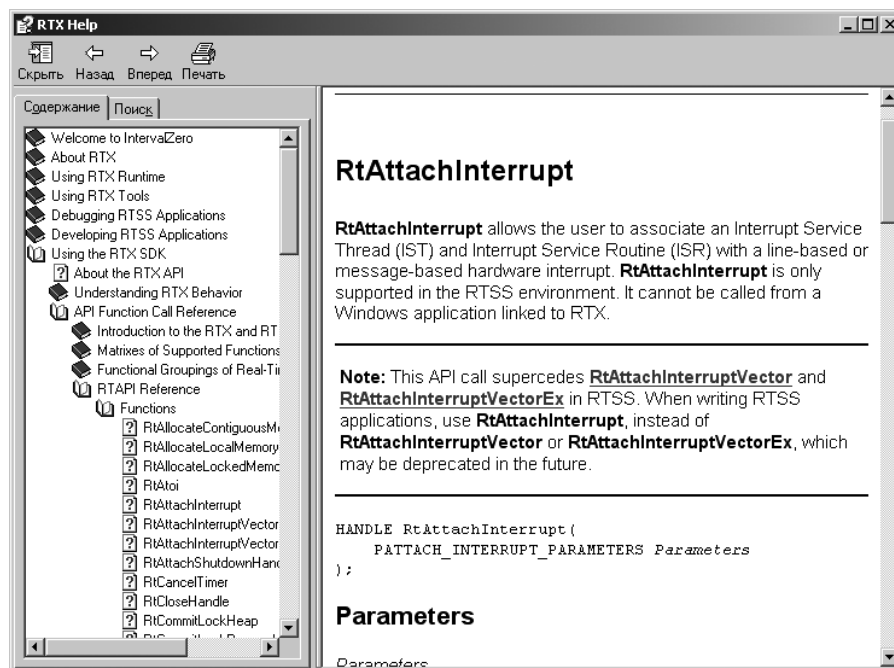 RTX Help
Скрыть Назад Вперед Печать
Содержание Поиск
Welcome to IntervalZero
About RTX
Using RTX Runtime
Using RTX Tools
Debugging RTSS Applications
Developing RTSS Applications
Using the RTX SDK
About the RTX API
Understanding RTX Behavior
API Function Call Reference
Introduction to the RTX and RT
Matrixes of Supported Functions
Functional Groupings of Real-Ti
RTAPI Reference
Functions
RtAllocateContiguousM
RtAllocateLocalMemory
RtAllocateLockedMemo
RtAtoi
RtAttachInterrupt
RtAttachInterruptVector
RtAttachInterruptVector
RtAttachShutdownHand
RtCancelTimer
RtCloseHandle
RtCommitLockHeap
RtAttachInterrupt
RtAttachInterrupt allows the user to associate an Interrupt Service
Thread (IST) and Interrupt Service Routine (ISR) with a line-based or
message-based hardware interrupt. RtAttachInterrupt is only
supported in the RTSS environment. It cannot be called from a
Windows application linked to RTX.
Note: This API call supercedes RtAttachInterruptVector and
RtAttachInterruptVectorEx in RTSS. When writing RTSS
applications, use RtAttachInterrupt, instead of
RtAttachInterruptVector or RtAttachInterruptVectorEx, which
may be deprecated in the future.
HANDLE RtAttachInterrupt(
PATTACH_INTERRUPT_PARAMETERS Parameters
);
Parameters
Parameters